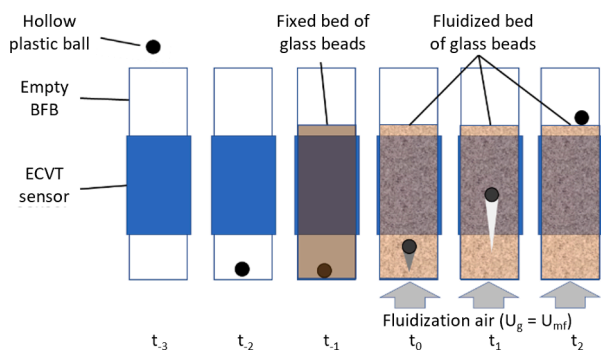 Hollow
plastic ball
Fixed bed of
glass beads
Fluidized bed
of glass beads
Empty
BFB
ECVT
sensor
Fluidization air (Ug = Umf)
t-3
t-2
t-1
t0
t1
t2